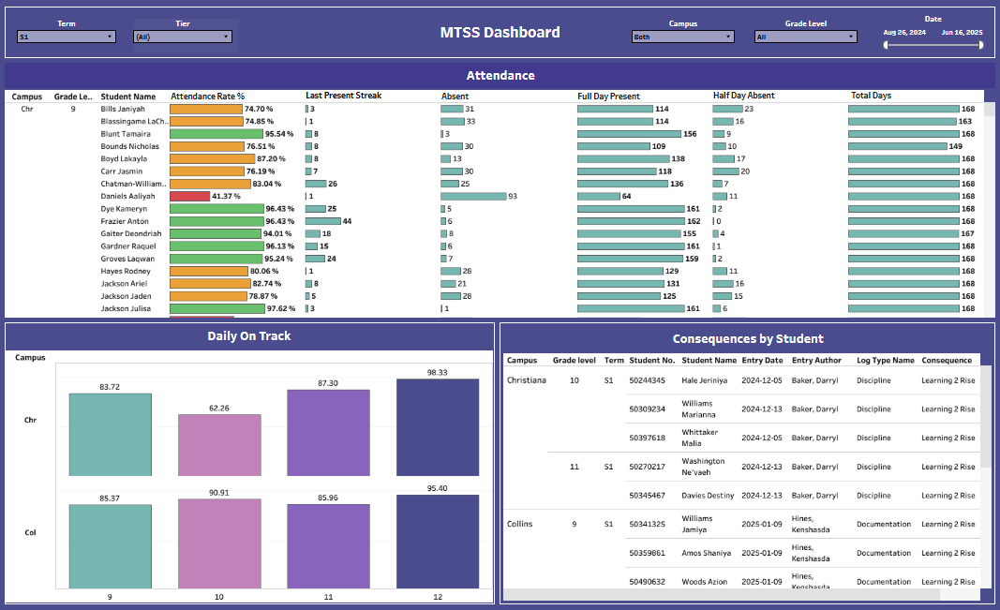 Term Tier Campus Grade Level Date
S1 (All) MTSS Dashboard Both All Aug 26, 2024 Jun 16, 2025
Attendance
Campus Grade Le.. Student Name Attendance Rate % Last Present Streak Absent Full Day Present Half Day Absent Total Days
Chr 9 Bills Janiyah 74.70 % 3 31 114 23 168
Blassingame LaCh.. 74.85 % 1 33 114 16 163
Blunt Tamaira 95.54 % 8 3 156 9 168
Bounds Nicholas 76.51 % 8 30 109 10 149
Boyd Lakayla 87.20 % 8 13 138 17 168
Carr Jasmin 76.19 % 7 30 118 20 168
Chatman-William.. 83.04 % 26 25 136 7 168
Daniels Aaliyah 41.37 % 1 93 64 11 168
Dye Kameryn 96.43 % 25 5 161 2 168
Frazier Anton 96.43 % 44 6 162 0 168
Gaiter Deondriah 94.01 % 18 8 155 4 167
Gardner Raquel 96.13 % 15 6 161 1 168
Groves Laqwan 95.24 % 24 7 159 2 168
Hayes Rodney 80.06 % 1 28 129 11 168
Jackson Ariel 82.74 % 8 21 131 16 168
Jackson Jaden 78.87 % 5 28 125 15 168
Jackson Julisa 97.62 % 3 1 161 6 168
Daily On Track
Campus
Chr 83.72 62.26 87.30 98.33
Col 85.37 90.91 85.96 95.40
9 10 11 12
Consequences by Student
Campus Grade level Term Student No. Student Name Entry Date Entry Author Log Type Name Consequence
Christiana 10 S1 50244345 Hale Jeriniya 2024-12-05 Baker, Darryl Discipline Learning 2 Rise
50309234 Williams Marianna 2024-12-13 Baker, Darryl Discipline Learning 2 Rise
50397618 Whittaker Malia 2024-12-05 Baker, Darryl Discipline Learning 2 Rise
11 S1 50270217 Washington Ne'vaeh 2024-12-13 Baker, Darryl Discipline Learning 2 Rise
50345467 Davies Destiny 2024-12-13 Baker, Darryl Discipline Learning 2 Rise
Collins 9 S1 50341325 Williams Jamiya 2025-01-09 Hines, Kenshasda Documentation Learning 2 Rise
50359861 Amos Shaniya 2025-01-09 Hines, Kenshasda Documentation Learning 2 Rise
50490632 Woods Azion 2025-01-09 Hines, Kenshasda Documentation Learning 2 Rise